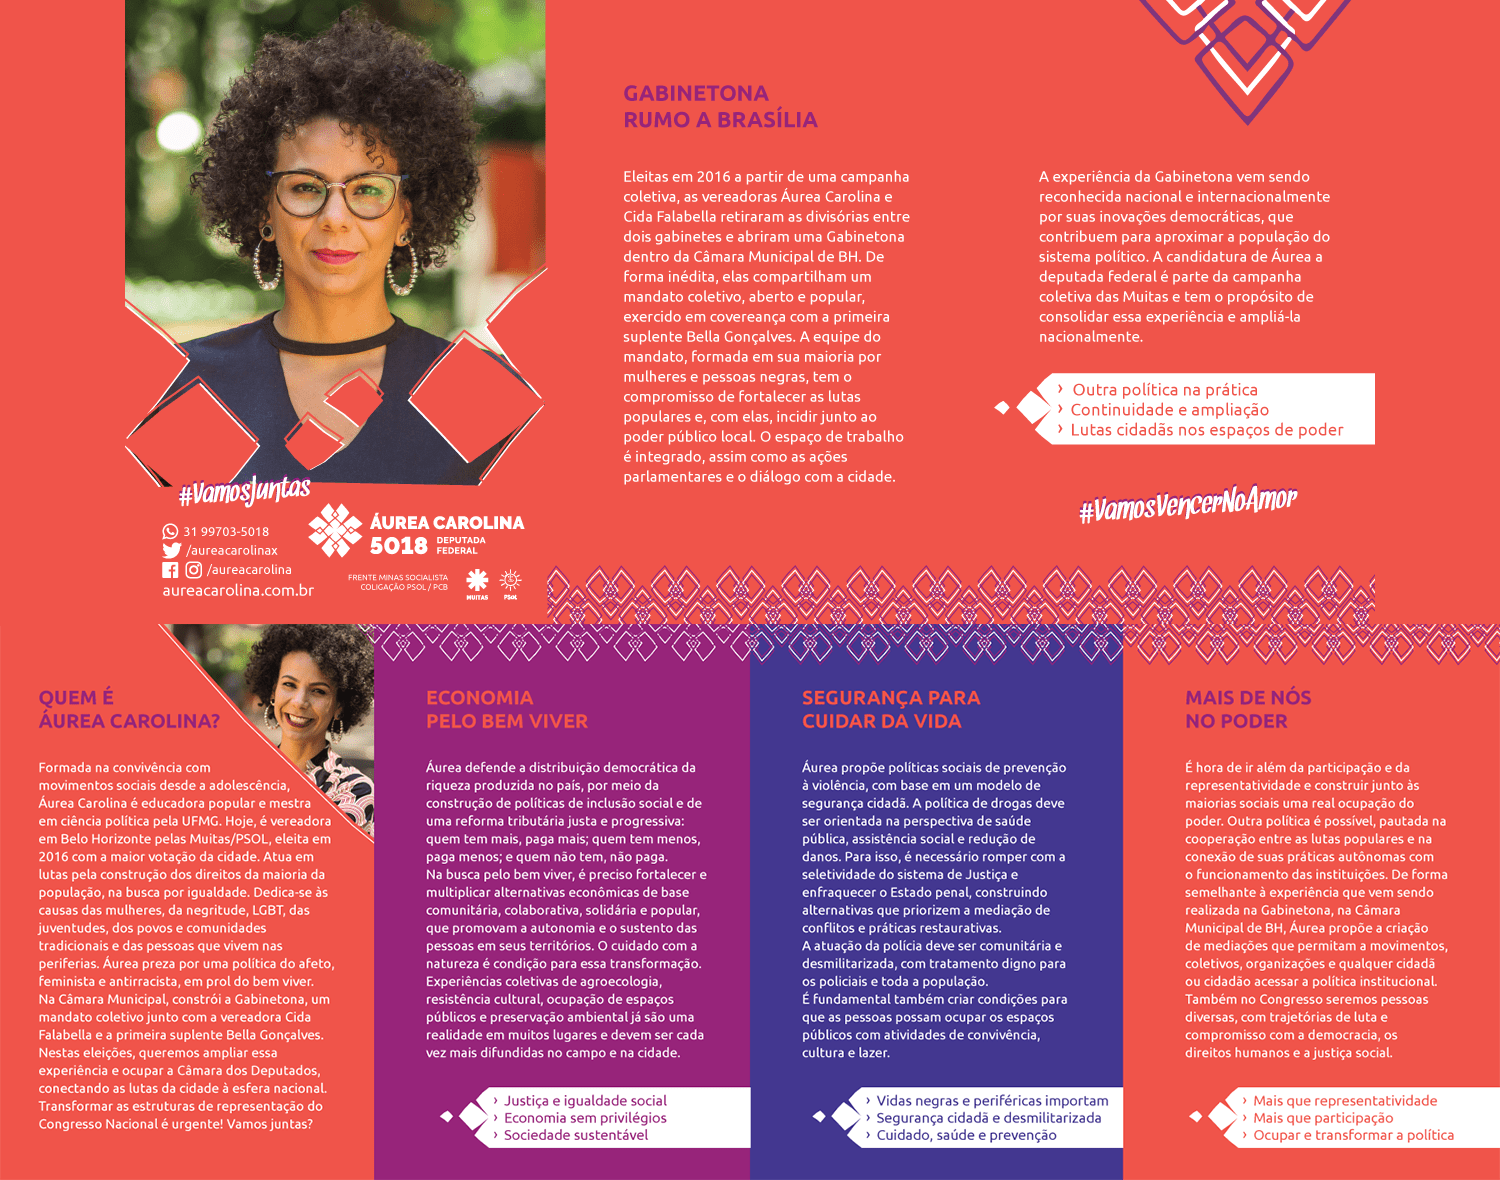 GABINETONA
RUMO A BRASÍLIA
Eleitas em 2016 a partir de uma campanha
coletiva, as vereadoras Áurea Carolina e
Cida Falabella retiraram as divisórias entre
dois gabinetes e abriram uma Gabinetona
dentro da Câmara Municipal de BH. De
forma inédita, elas compartilham um
mandato coletivo, aberto e popular,
exercido em covereança com a primeira
suplente Bella Gonçalves. A equipe do
mandato, formada em sua maioria por
mulheres e pessoas negras, tem o
compromisso de fortalecer as lutas
populares e, com elas, incidir junto ao
poder público local. O espaço de trabalho
é integrado, assim como as ações
parlamentares e o diálogo com a cidade.
A experiência da Gabinetona vem sendo
reconhecida nacional e internacionalmente
por suas inovações democráticas, que
contribuem para aproximar a população do
sistema político. A candidatura de Áurea a
deputada federal é parte da campanha
coletiva das Muitas e tem o propósito de
consolidar essa experiência e ampliá-la
nacionalmente.
› Outra política na prática
› Continuidade e ampliação
› Lutas cidadãs nos espaços de poder
#VamosVencerNoAmor
#VamosJuntas
31 99703-5018
/aureacarolinax
/aureacarolina
aureacarolina.com.br
ÁUREA CAROLINA
5018 DEPUTADA
FEDERAL
FRENTE MINAS SOCIALISTA
COLIGAÇÃO PSOL / PCB
MUITAS
PSOL
QUEM É
ÁUREA CAROLINA?
Formada na convivência com
movimentos sociais desde a adolescência,
Áurea Carolina é educadora popular e mestra
em ciência política pela UFMG. Hoje, é vereadora
em Belo Horizonte pelas Muitas/PSOL, eleita em
2016 com a maior votação da cidade. Atua em
lutas pela construção dos direitos da maioria da
população, na busca por igualdade. Dedica-se às
causas das mulheres, da negritude, LGBT, das
juventudes, dos povos e comunidades
tradicionais e das pessoas que vivem nas
periferias. Áurea preza por uma política do afeto,
feminista e antirracista, em prol do bem viver.
Na Câmara Municipal, constrói a Gabinetona, um
mandato coletivo junto com a vereadora Cida
Falabella e a primeira suplente Bella Gonçalves.
Nestas eleições, queremos ampliar essa
experiência e ocupar a Câmara dos Deputados,
conectando as lutas da cidade à esfera nacional.
Transformar as estruturas de representação do
Congresso Nacional é urgente! Vamos juntas?
ECONOMIA
PELO BEM VIVER
Áurea defende a distribuição democrática da
riqueza produzida no país, por meio da
construção de políticas de inclusão social e de
uma reforma tributária justa e progressiva:
quem tem mais, paga mais; quem tem menos,
paga menos; e quem não tem, não paga.
Na busca pelo bem viver, é preciso fortalecer e
multiplicar alternativas econômicas de base
comunitária, colaborativa, solidária e popular,
que promovam a autonomia e o sustento das
pessoas em seus territórios. O cuidado com a
natureza é condição para essa transformação.
Experiências coletivas de agroecologia,
resistência cultural, ocupação de espaços
públicos e preservação ambiental já são uma
realidade em muitos lugares e devem ser cada
vez mais difundidas no campo e na cidade.
› Justiça e igualdade social
› Economia sem privilégios
› Sociedade sustentável
SEGURANÇA PARA
CUIDAR DA VIDA
Áurea propõe políticas sociais de prevenção
à violência, com base em um modelo de
segurança cidadã. A política de drogas deve
ser orientada na perspectiva de saúde
pública, assistência social e redução de
danos. Para isso, é necessário romper com a
seletividade do sistema de Justiça e
enfraquecer o Estado penal, construindo
alternativas que priorizem a mediação de
conflitos e práticas restaurativas.
A atuação da polícia deve ser comunitária e
desmilitarizada, com tratamento digno para
os policiais e toda a população.
É fundamental também criar condições para
que as pessoas possam ocupar os espaços
públicos com atividades de convivência,
cultura e lazer.
› Vidas negras e periféricas importam
› Segurança cidadã e desmilitarizada
› Cuidado, saúde e prevenção
MAIS DE NÓS
NO PODER
É hora de ir além da participação e da
representatividade e construir junto às
maiorias sociais uma real ocupação do
poder. Outra política é possível, pautada na
cooperação entre as lutas populares e na
conexão de suas práticas autônomas com
o funcionamento das instituições. De forma
semelhante à experiência que vem sendo
realizada na Gabinetona, na Câmara
Municipal de BH, Áurea propõe a criação
de mediações que permitam a movimentos,
coletivos, organizações e qualquer cidadã
ou cidadão acessar a política institucional.
Também no Congresso seremos pessoas
diversas, com trajetórias de luta e
compromisso com a democracia, os
direitos humanos e a justiça social.
› Mais que representatividade
› Mais que participação
› Ocupar e transformar a política